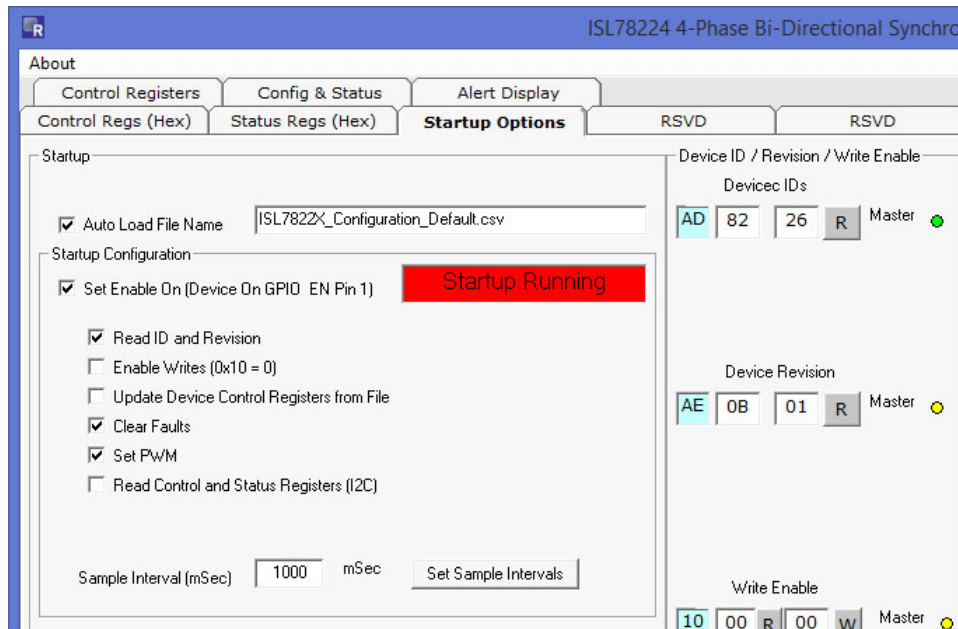 R
ISL78224 4-Phase Bi-Directional Synchro
About
Control Registers Config & Status Alert Display
Control Regs (Hex) Status Regs (Hex) Startup Options RSVD RSVD
Startup
Auto Load File Name ISL7822X_Configuration_Default.csv
Startup Configuration
Set Enable On (Device On GPIO EN Pin 1) Startup Running
Read ID and Revision
Enable Writes (0x10 = 0)
Update Device Control Registers from File
Clear Faults
Set PWM
Read Control and Status Registers (I2C)
Sample Interval (mSec) 1000 mSec Set Sample Intervals
Device ID / Revision / Write Enable
Devicec IDs
AD 82 26 R Master
Device Revision
AE 0B 01 R Master
Write Enable
10 00 R 00 W Master